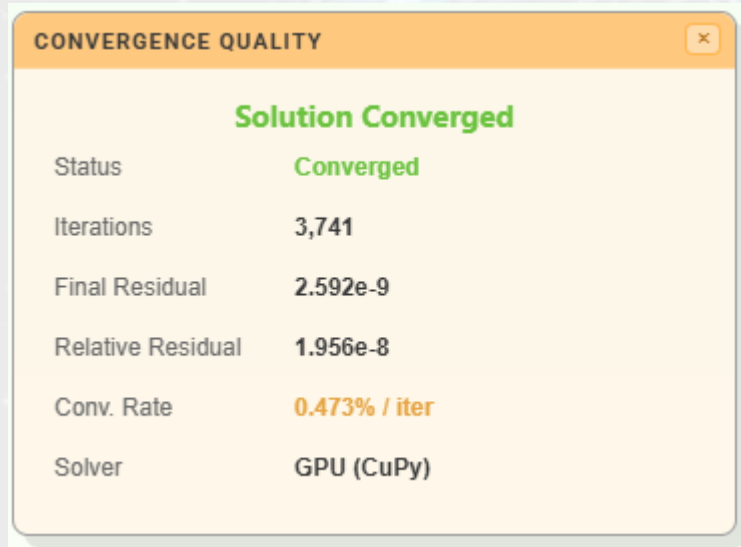 CONVERGENCE QUALITY ×
Solution Converged
Status Converged
Iterations 3,741
Final Residual 2.592e-9
Relative Residual 1.956e-8
Conv. Rate 0.473% / iter
Solver GPU (CuPy)